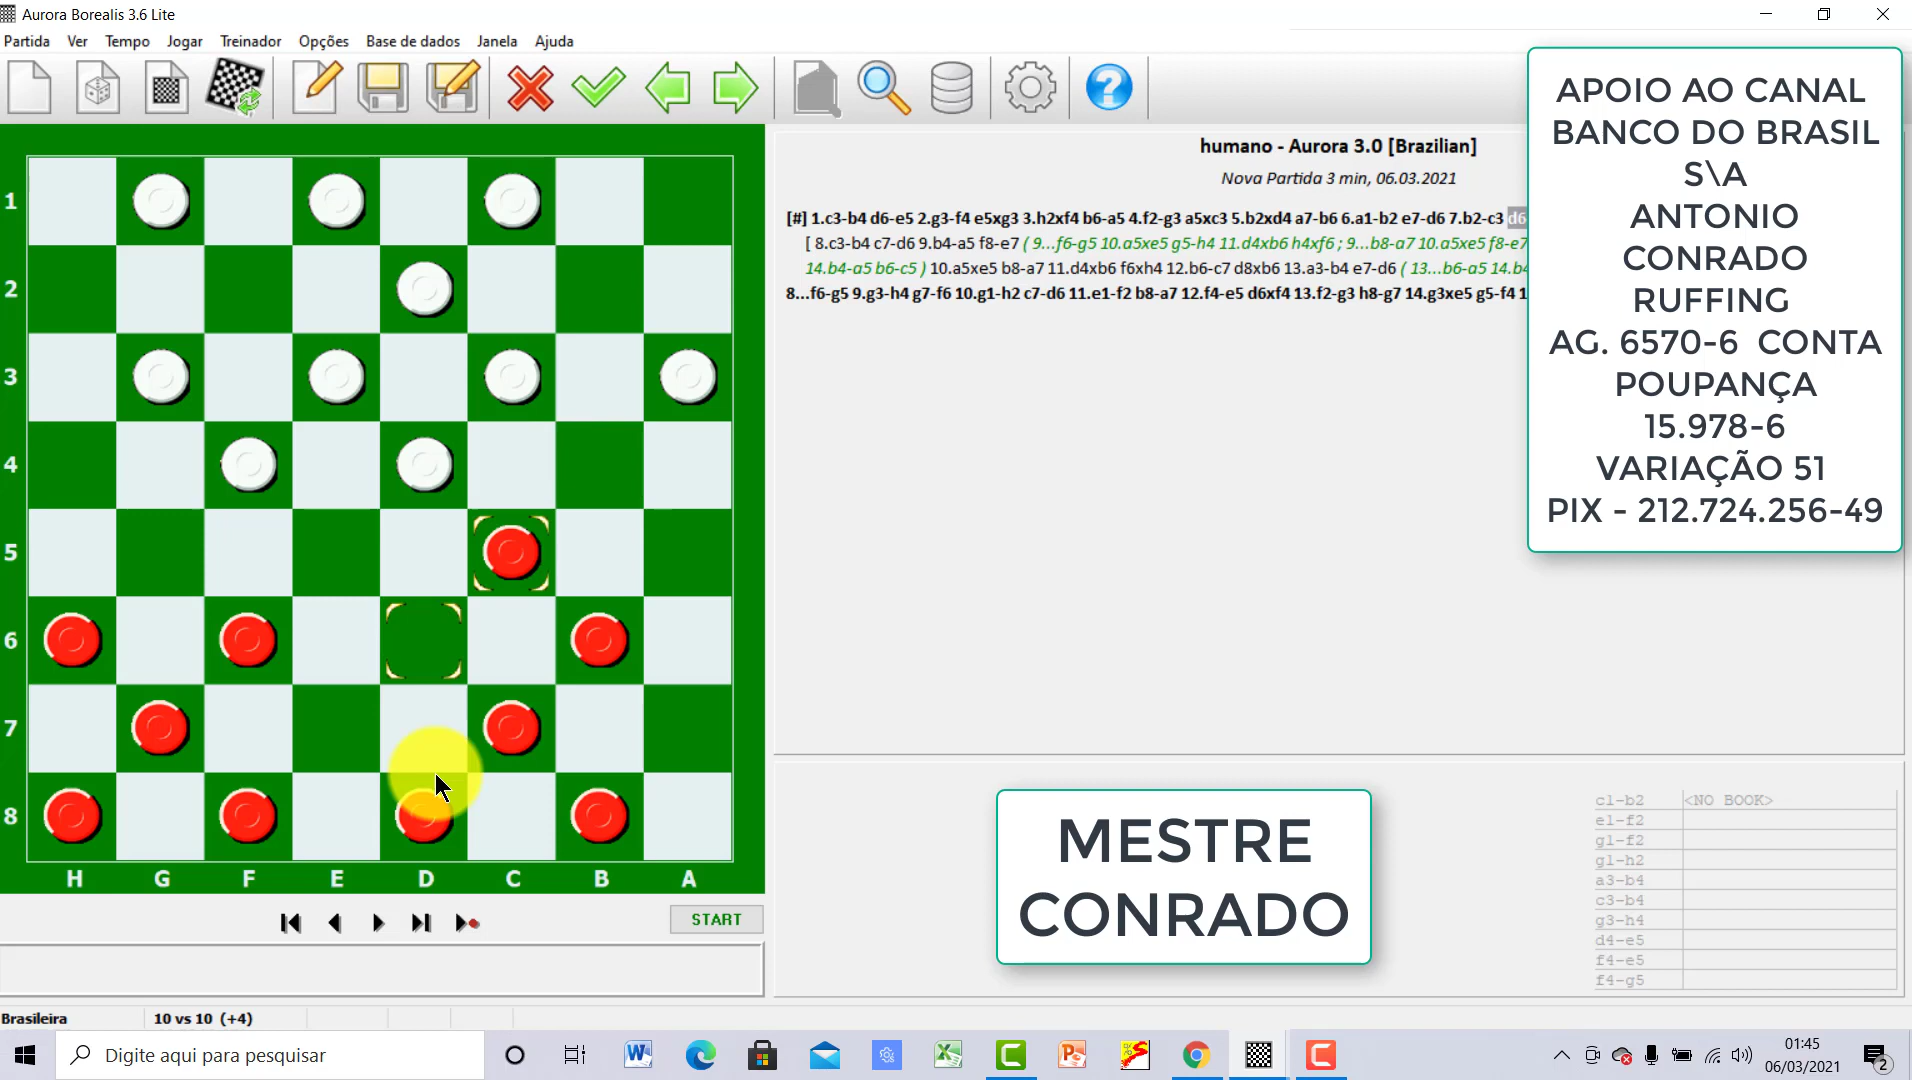 Aurora Borealis 3.6 Lite
Partida Ver Tempo Jogar Treinador Opções Base de dados Janela Ajuda
humano - Aurora 3.0 [Brazilian]
Nova Partida 3 min, 06.03.2021
[#] 1.c3-b4 d6-e5 2.g3-f4 e5xg3 3.h2xf4 b6-a5 4.f2-g3 a5xc3 5.b2xd4 a7-b6 6.a1-b2 e7-d6 7.b2-c3 d6
[ 8.c3-b4 c7-d6 9.b4-a5 f8-e7 ( 9...f6-g5 10.a5xe5 g5-h4 11.d4xb6 h4xf6 ; 9...b8-a7 10.a5xe5 f8-e7
14.b4-a5 b6-c5 ) 10.a5xe5 b8-a7 11.d4xb6 f6xh4 12.b6-c7 d8xb6 13.a3-b4 e7-d6 ( 13...b6-a5 14.b4
8...f6-g5 9.g3-h4 g7-f6 10.g1-h2 c7-d6 11.e1-f2 b8-a7 12.f4-e5 d6xf4 13.f2-g3 h8-g7 14.g3xe5 g5-f4 1
APOIO AO CANAL
BANCO DO BRASIL
S\A
ANTONIO
CONRADO
RUFFING
AG. 6570-6 CONTA
POUPANÇA
15.978-6
VARIAÇÃO 51
PIX - 212.724.256-49
1
2
3
4
5
6
7
8
H G F E D C B A
START
MESTRE
CONRADO
c1-b2 <NO BOOK>
e1-f2
g1-f2
g1-h2
a3-b4
c3-b4
g3-h4
d4-e5
f4-e5
f4-g5
Brasileira 10 vs 10 (+4)
Digite aqui para pesquisar
01:45
06/03/2021
2